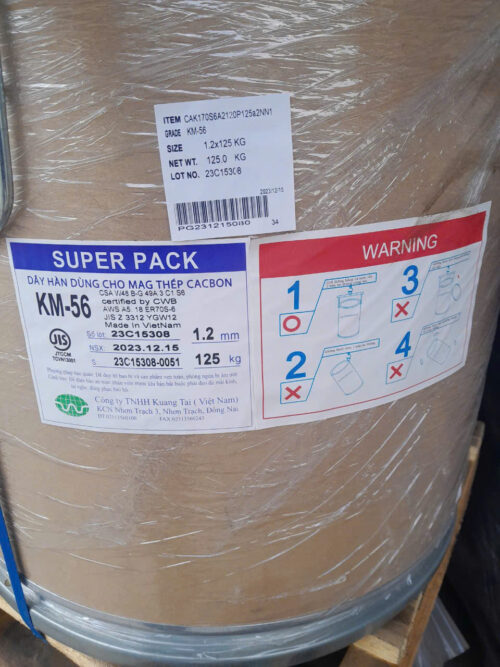 ITEM CAK170S6A2120P125a2NN1
GRADE KM-56
SIZE 1.2x125 KG
NET WT. 125.0 KG
LOT NO. 23C15308
2023/12/15
PG231215080 34
SUPER PACK
DÂY HÀN DÙNG CHO MAG THÉP CACBON
KM-56
CSA W48 B-G 49A 3 C1 S6
certified by CWB
AWS A5. 18 ER70S-6
JIS Z 3312 YGW12
Made in VietNam
JIS
Số lot: 23C15308 1.2 mm
NSX: 2023.12.15
S 23C15308-0051 125 kg
Công ty TNHH Kuang Tai ( Việt Nam)
KCN Nhơn Trạch 3, Nhơn Trạch, Đồng Nai
WARNING
1
2
3
4